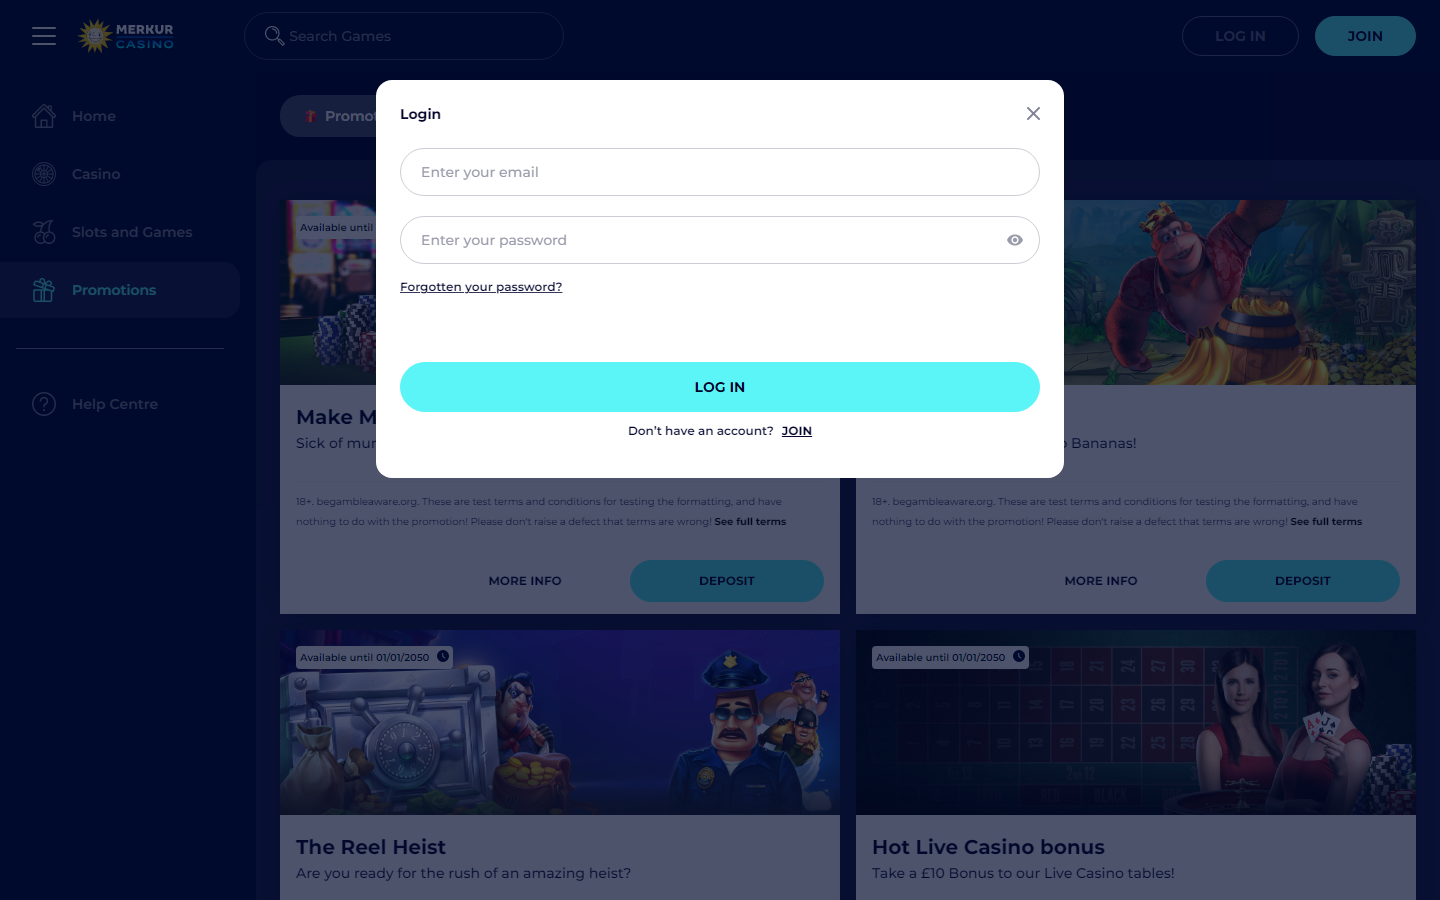 MERKUR
CASINO
Search Games
LOG IN
JOIN
Home
Casino
Slots and Games
Promotions
Help Centre
Promot
Login
Enter your email
Enter your password
Forgotten your password?
LOG IN
Don't have an account? JOIN
Available until
Make M
Sick of mur
Bananas!
18+. begambleaware.org. These are test terms and conditions for testing the formatting, and have
nothing to do with the promotion! Please don't raise a defect that terms are wrong! See full terms
MORE INFO
DEPOSIT
18+. begambleaware.org. These are test terms and conditions for testing the formatting, and have
nothing to do with the promotion! Please don't raise a defect that terms are wrong! See full terms
MORE INFO
DEPOSIT
Available until 01/01/2050
The Reel Heist
Are you ready for the rush of an amazing heist?
Available until 01/01/2050
Hot Live Casino bonus
Take a £10 Bonus to our Live Casino tables!